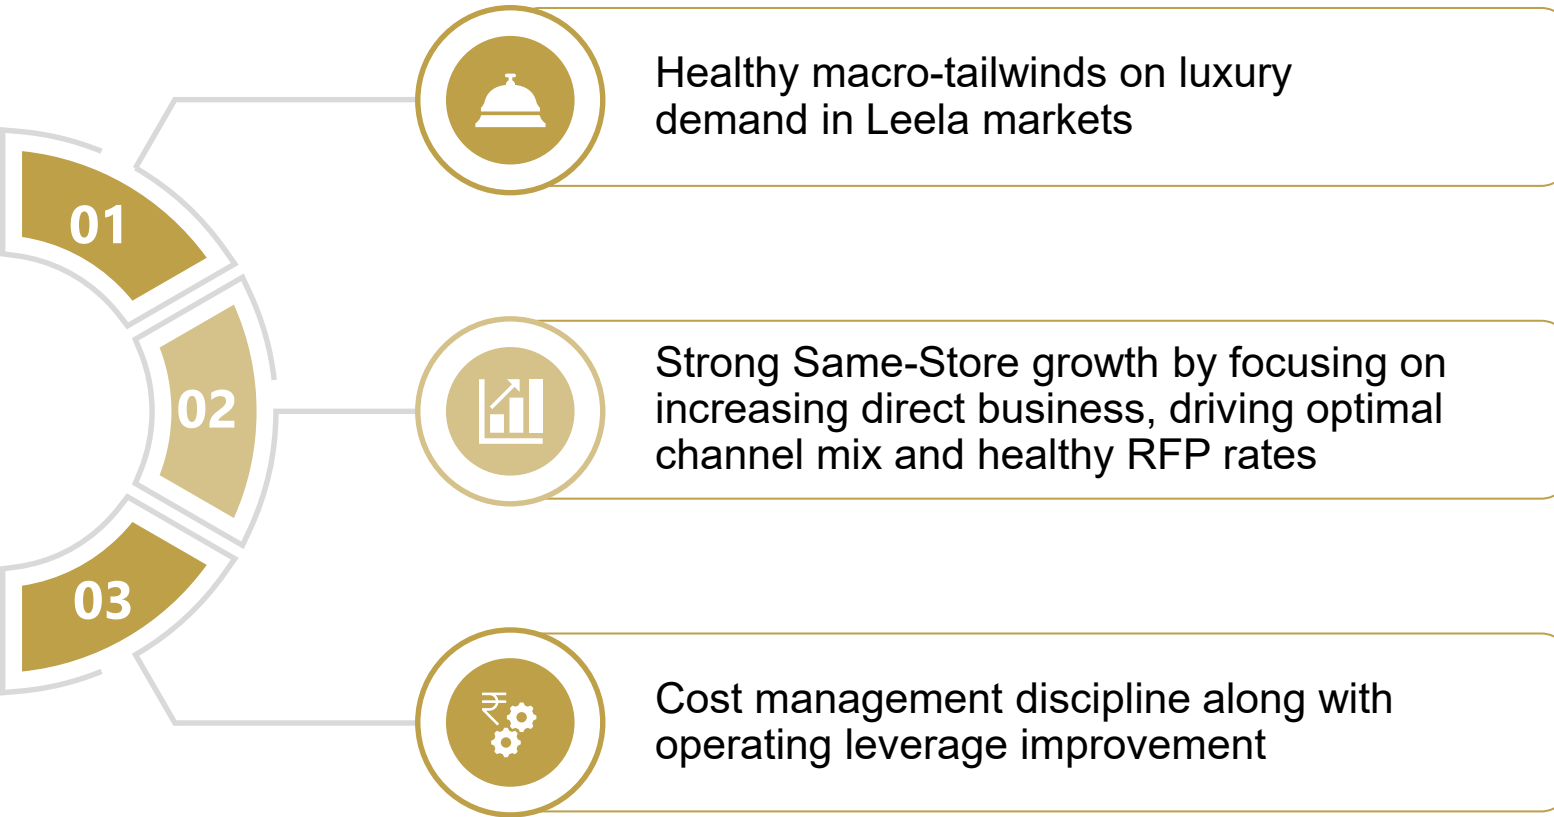 01
Healthy macro-tailwinds on luxury
demand in Leela markets
02
Strong Same-Store growth by focusing on
increasing direct business, driving optimal
channel mix and healthy RFP rates
03
₹
Cost management discipline along with
operating leverage improvement